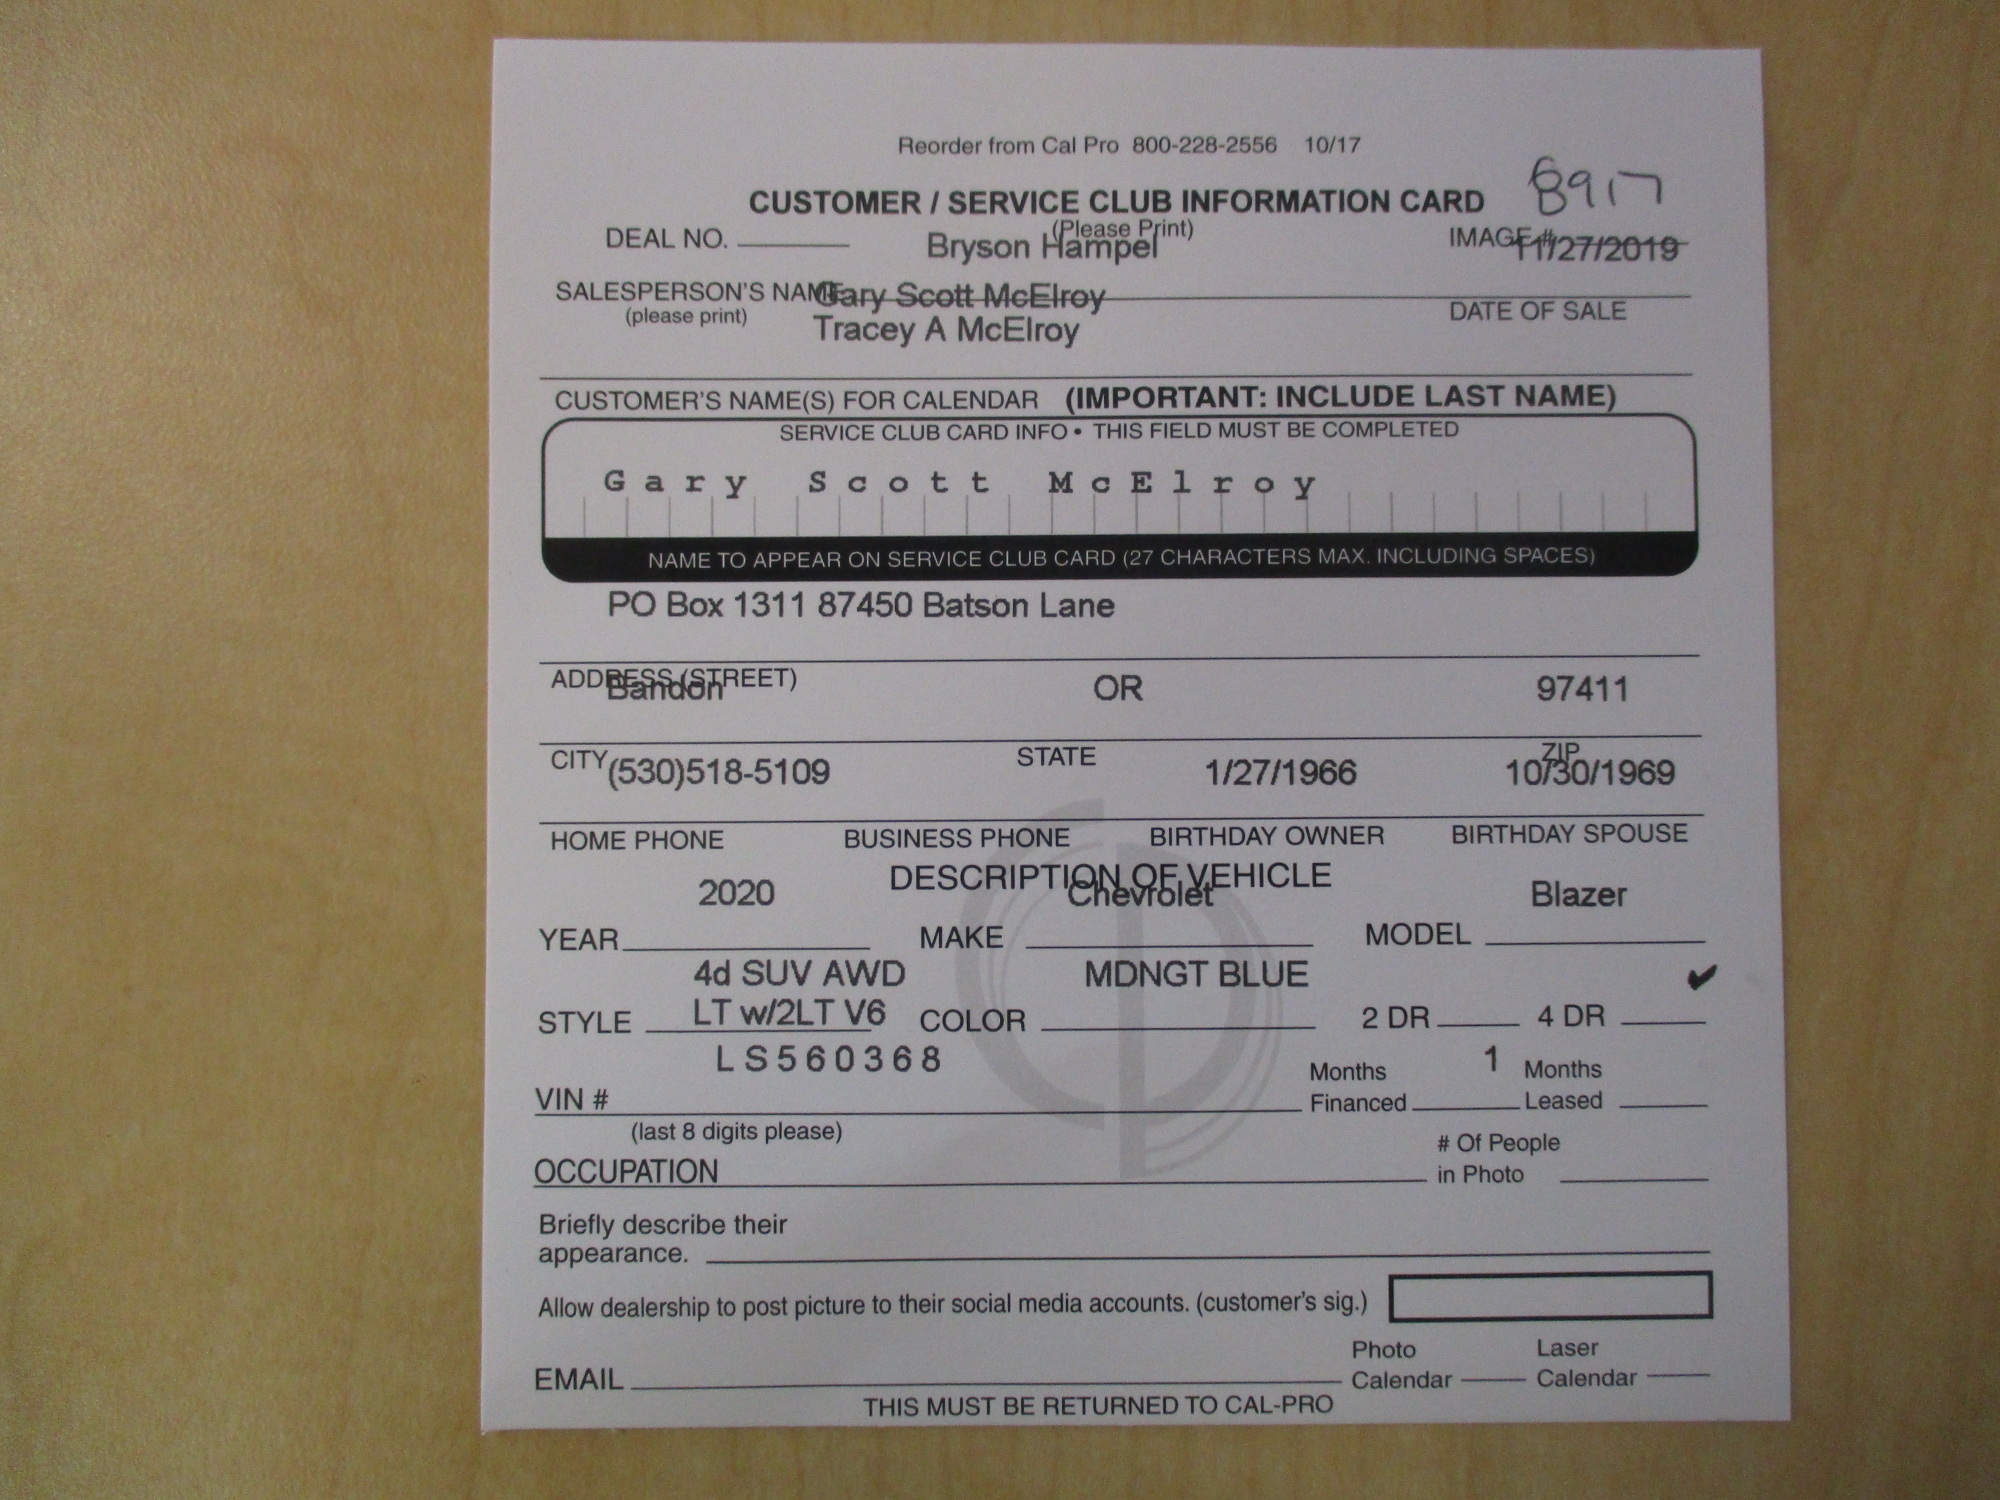 Reorder from Cal Pro 800-228-2556 10/17
8917
CUSTOMER / SERVICE CLUB INFORMATION CARD
(Please Print)
DEAL NO. Bryson Hampel IMAGE # 11/27/2019
SALESPERSON'S NAME Gary Scott McElroy
(please print) Tracey A McElroy DATE OF SALE
CUSTOMER'S NAME(S) FOR CALENDAR (IMPORTANT: INCLUDE LAST NAME)
SERVICE CLUB CARD INFO • THIS FIELD MUST BE COMPLETED
Gary Scott McElroy
NAME TO APPEAR ON SERVICE CLUB CARD (27 CHARACTERS MAX. INCLUDING SPACES)
PO Box 1311 87450 Batson Lane
ADDRESS (STREET)
Bandon OR 97411
CITY STATE ZIP
(530)518-5109 1/27/1966 10/30/1969
HOME PHONE BUSINESS PHONE BIRTHDAY OWNER BIRTHDAY SPOUSE
DESCRIPTION OF VEHICLE
2020 Chevrolet Blazer
YEAR MAKE MODEL
4d SUV AWD MDNGT BLUE ✔
STYLE LT w/2LT V6 COLOR 2 DR 4 DR
LS560368 Months 1 Months
VIN # Financed Leased
(last 8 digits please)
# Of People
OCCUPATION in Photo
Briefly describe their
appearance.
Allow dealership to post picture to their social media accounts. (customer's sig.)
Photo Laser
EMAIL Calendar Calendar
THIS MUST BE RETURNED TO CAL-PRO